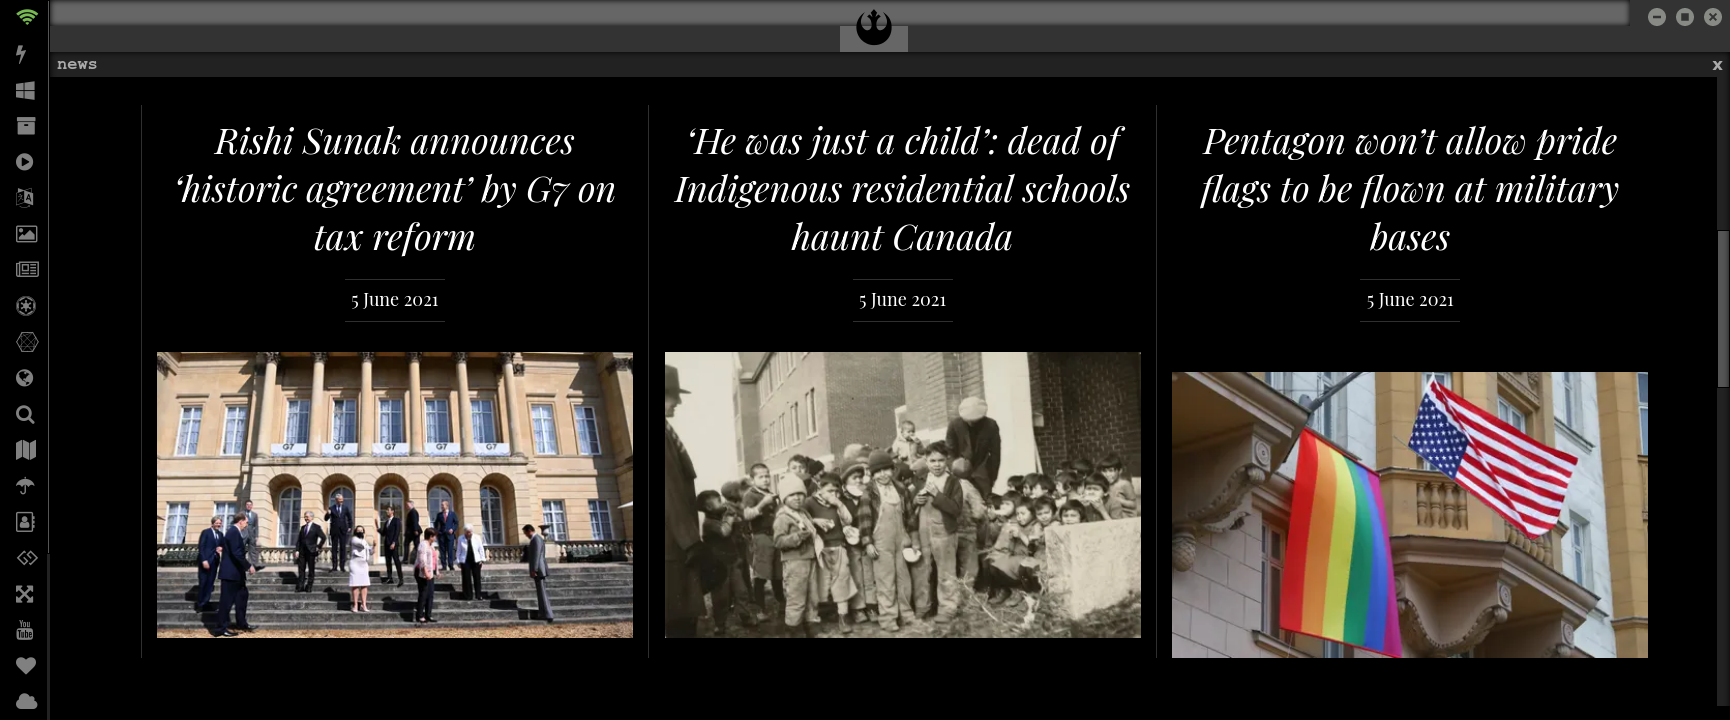 news
x
Rishi Sunak announces
‘historic agreement’ by G7 on
tax reform
5 June 2021
G7 G7 G7 G7 G7
‘He was just a child’: dead of
Indigenous residential schools
haunt Canada
5 June 2021
Pentagon won’t allow pride
flags to be flown at military
bases
5 June 2021
You
Tube